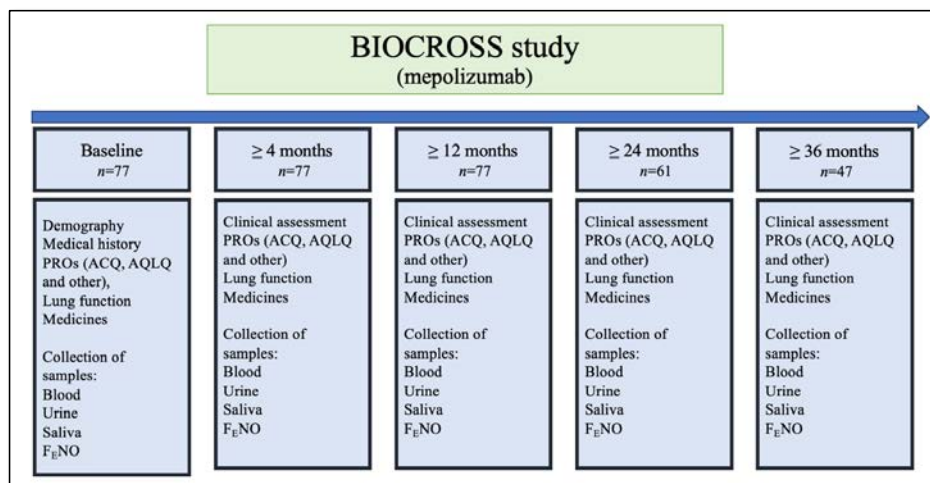 BIOCROSS study
(mepolizumab)
Baseline
n=77
≥ 4 months
n=77
≥ 12 months
n=77
≥ 24 months
n=61
≥ 36 months
n=47
Demography
Medical history
PROs (ACQ, AQLQ
and other),
Lung function
Medicines
Collection of
samples:
Blood
Urine
Saliva
FENO
Clinical assessment
PROs (ACQ, AQLQ
and other)
Lung function
Medicines
Collection of
samples:
Blood
Urine
Saliva
FENO
Clinical assessment
PROs (ACQ, AQLQ
and other)
Lung function
Medicines
Collection of
samples:
Blood
Urine
Saliva
FENO
Clinical assessment
PROs (ACQ, AQLQ
and other)
Lung function
Medicines
Collection of
samples:
Blood
Urine
Saliva
FENO
Clinical assessment
PROs (ACQ, AQLQ
and other)
Lung function
Medicines
Collection of
samples:
Blood
Urine
Saliva
FENO